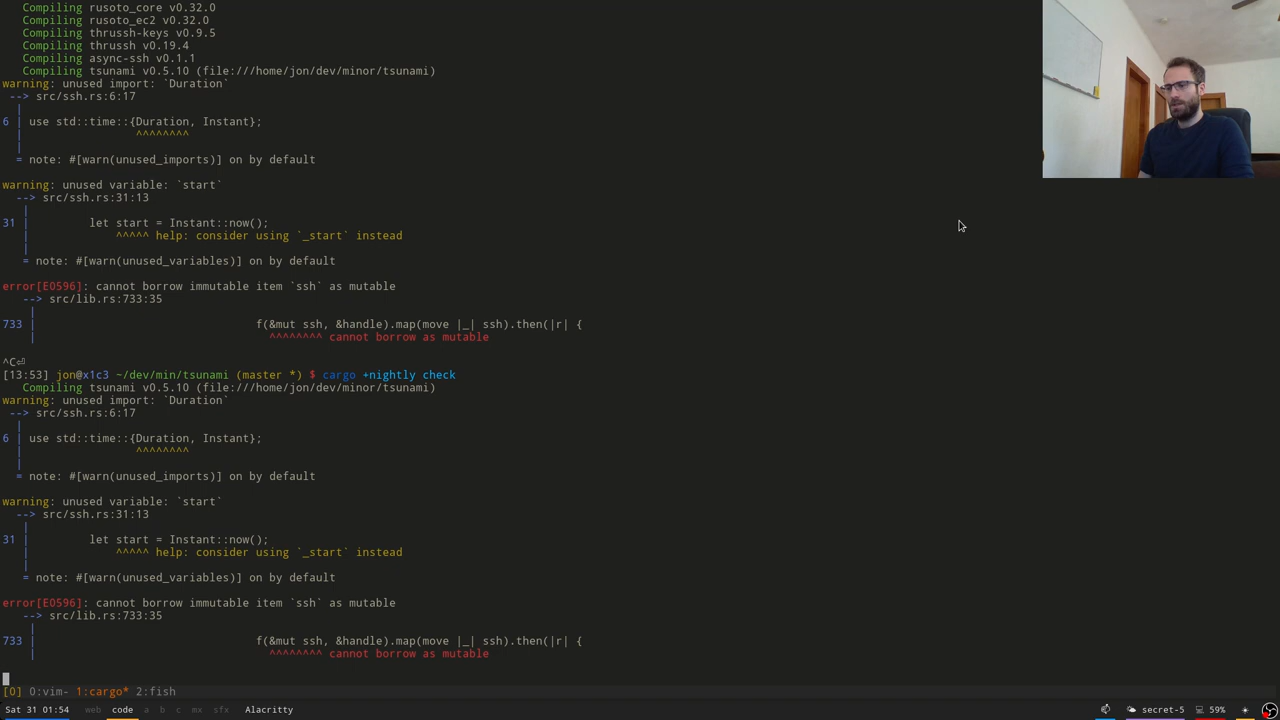 Compiling rusoto_core v0.32.0
   Compiling rusoto_ec2 v0.32.0
   Compiling thrussh-keys v0.9.5
   Compiling thrussh v0.19.4
   Compiling async-ssh v0.1.1
   Compiling tsunami v0.5.10 (file:///home/jon/dev/minor/tsunami)
warning: unused import: `Duration`
 --> src/ssh.rs:6:17
  |
6 | use std::time::{Duration, Instant};
  |                 ^^^^^^^^
  |
  = note: #[warn(unused_imports)] on by default
warning: unused variable: `start`
  --> src/ssh.rs:31:13
   |
31 |         let start = Instant::now();
   |             ^^^^^ help: consider using `_start` instead
   |
   = note: #[warn(unused_variables)] on by default
error[E0596]: cannot borrow immutable item `ssh` as mutable
   --> src/lib.rs:733:35
    |
733 |                                  f(&mut ssh, &handle).map(move |_| ssh).then(|r| {
    |                                    ^^^^^^^^ cannot borrow as mutable
^C⏎
[13:53] jon@x1c3 ~/dev/min/tsunami (master *) $ cargo +nightly check
   Compiling tsunami v0.5.10 (file:///home/jon/dev/minor/tsunami)
warning: unused import: `Duration`
 --> src/ssh.rs:6:17
  |
6 | use std::time::{Duration, Instant};
  |                 ^^^^^^^^
  |
  = note: #[warn(unused_imports)] on by default
warning: unused variable: `start`
  --> src/ssh.rs:31:13
   |
31 |         let start = Instant::now();
   |             ^^^^^ help: consider using `_start` instead
   |
   = note: #[warn(unused_variables)] on by default
error[E0596]: cannot borrow immutable item `ssh` as mutable
   --> src/lib.rs:733:35
    |
733 |                                  f(&mut ssh, &handle).map(move |_| ssh).then(|r| {
    |                                    ^^^^^^^^ cannot borrow as mutable
[0] 0:vim- 1:cargo* 2:fish
Sat 31 01:54 web code a b c mx sfx Alacritty secret-5 59%